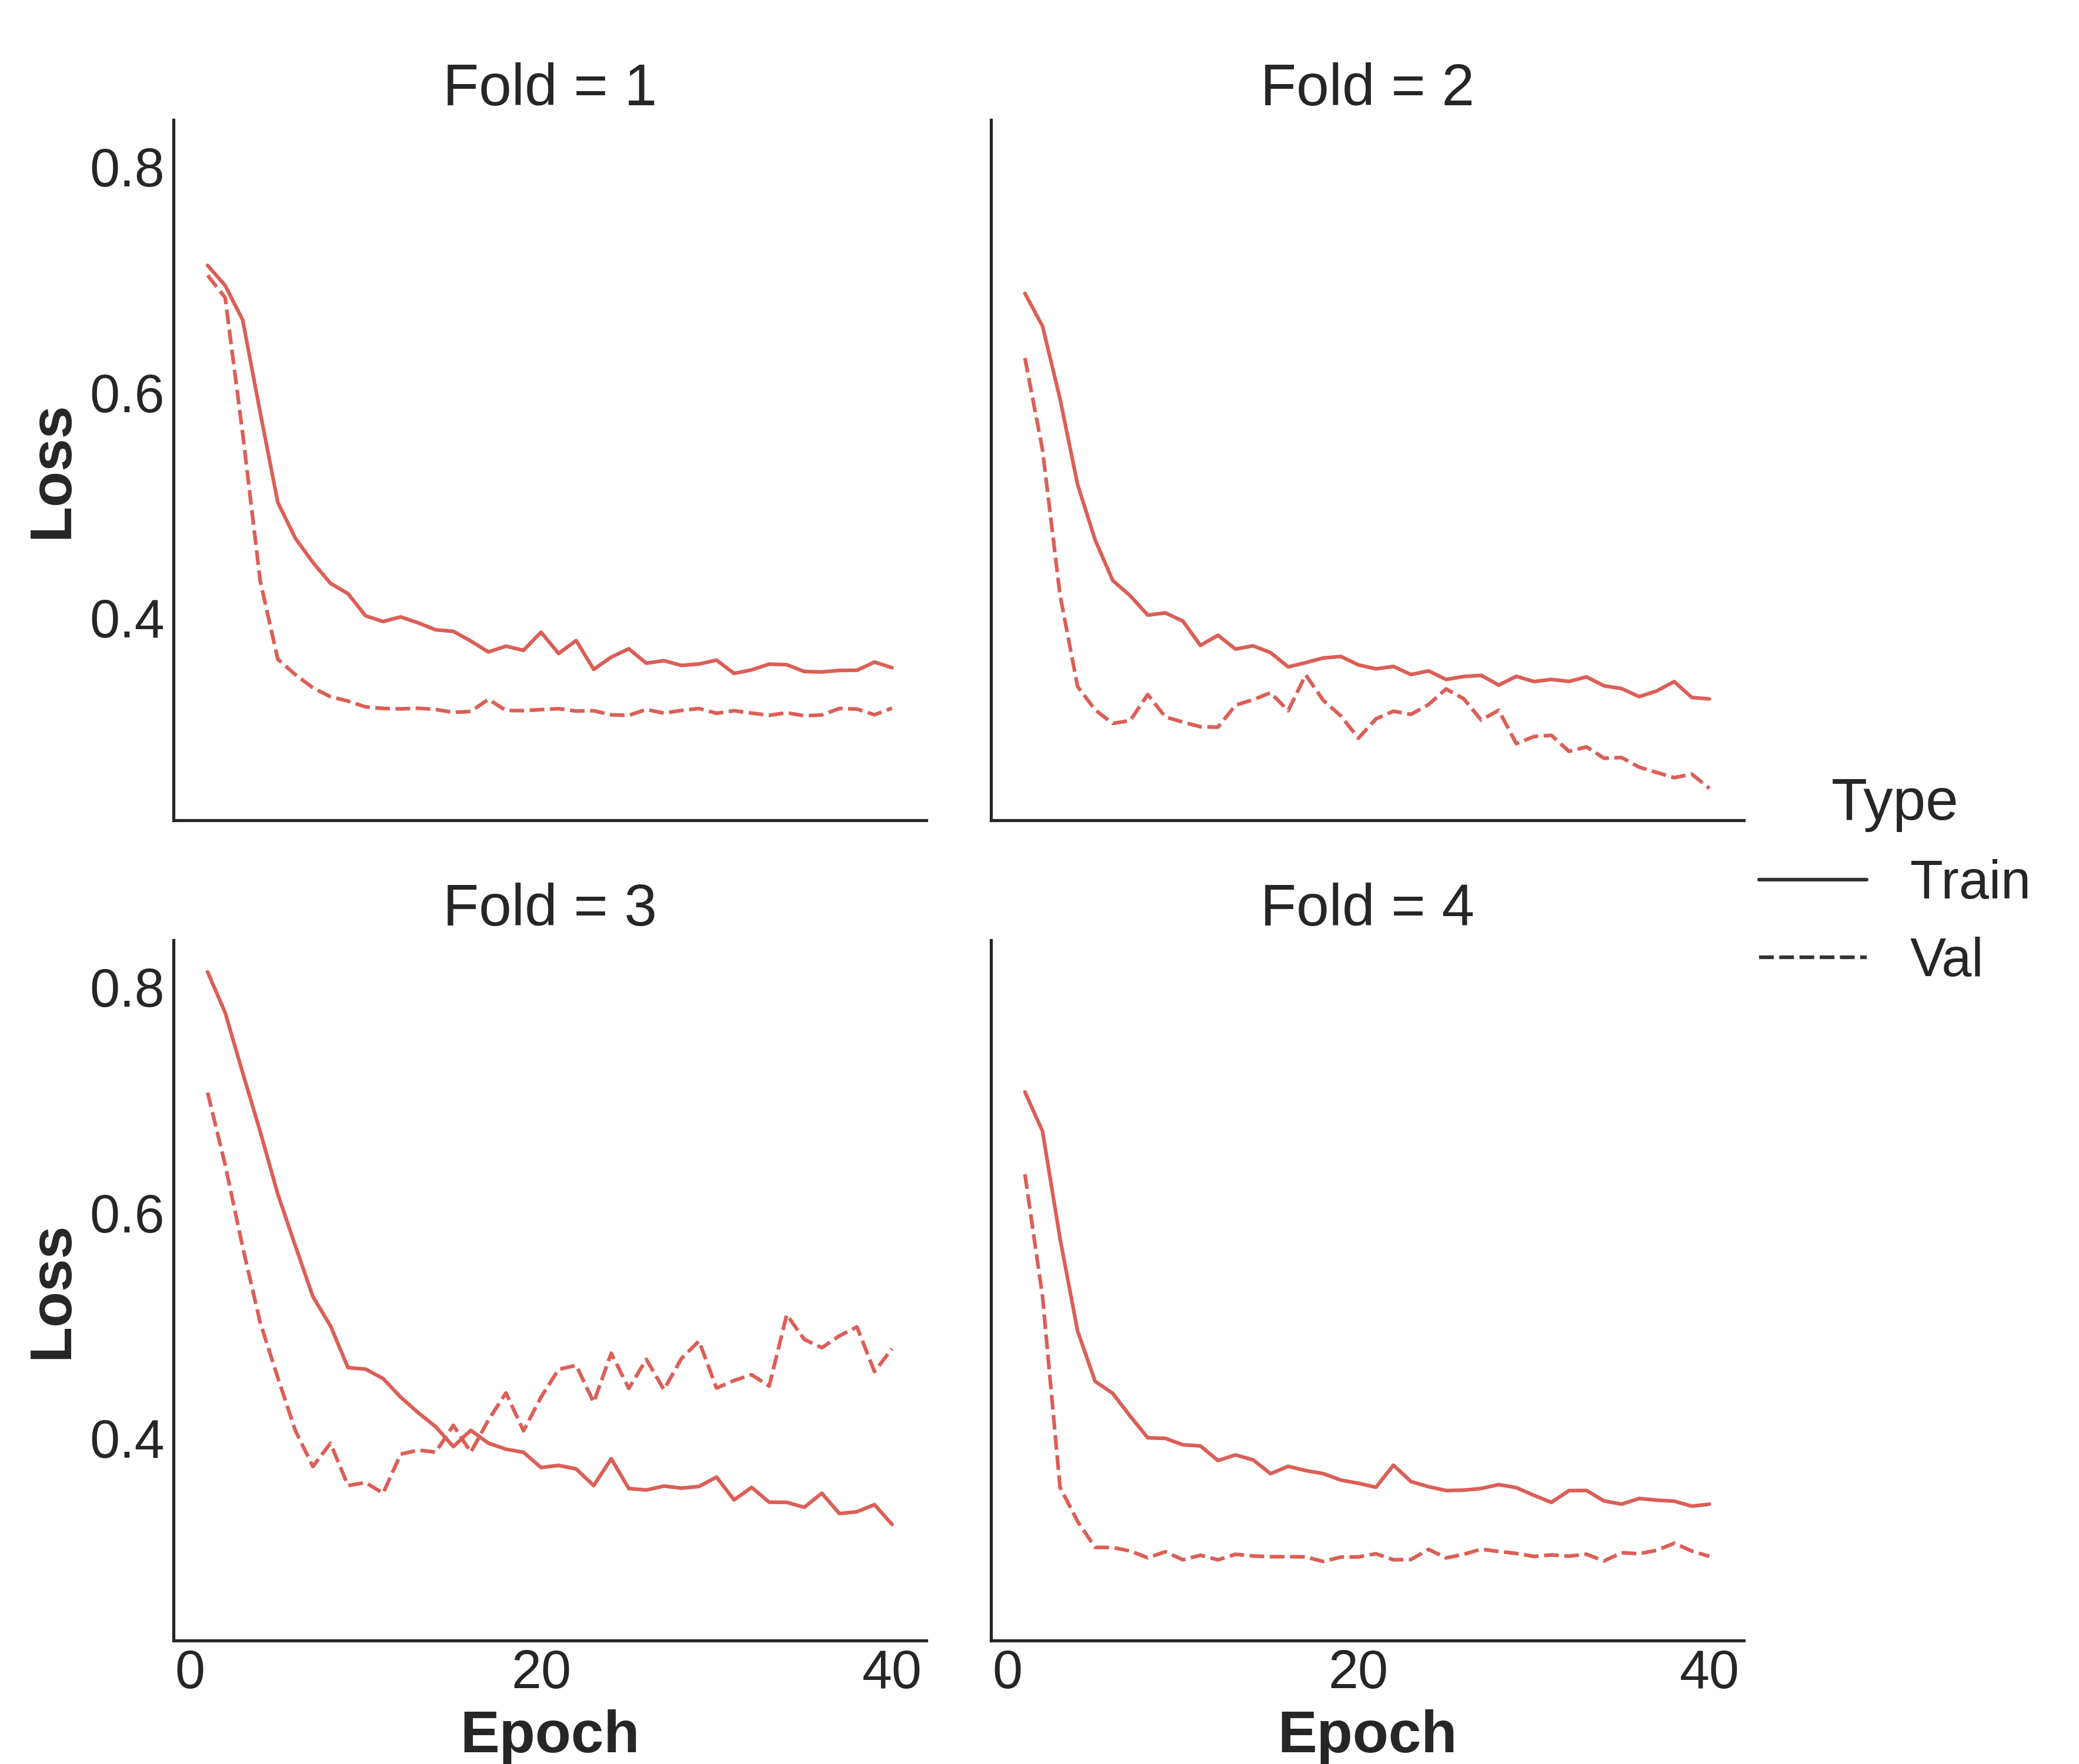 Fold = 1
Fold = 2
0.8
0.6
0.4
Loss
Type
Train
Val
Fold = 3
Fold = 4
0.8
0.6
0.4
Loss
0
20
40
0
20
40
Epoch
Epoch